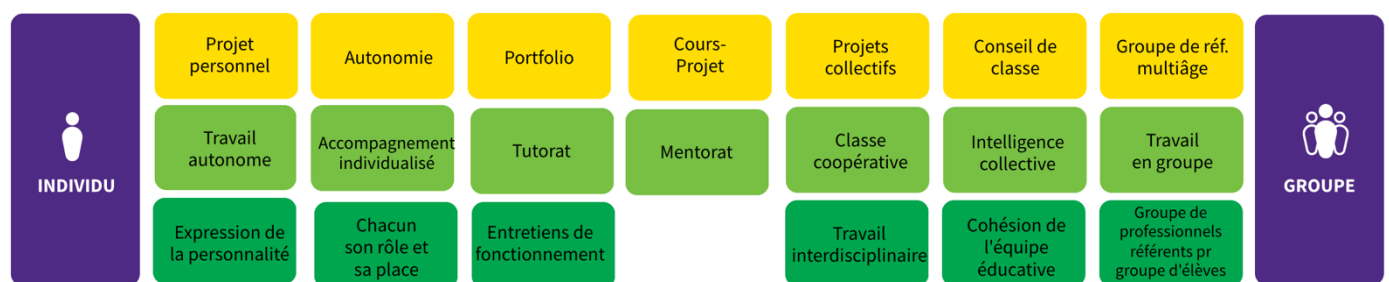 INDIVIDU
Projet
personnel
Autonomie
Portfolio
Cours-
Projet
Projets
collectifs
Conseil de
classe
Groupe de réf.
multiâge
Travail
autonome
Accompagnement
individualisé
Tutorat
Mentorat
Classe
coopérative
Intelligence
collective
Travail
en groupe
Expression de
la personnalité
Chacun
son rôle et
sa place
Entretiens de
fonctionnement
Travail
interdisciplinaire
Cohésion de
l'équipe
éducative
Groupe de
professionnels
référents pr
groupe d'élèves
GROUPE